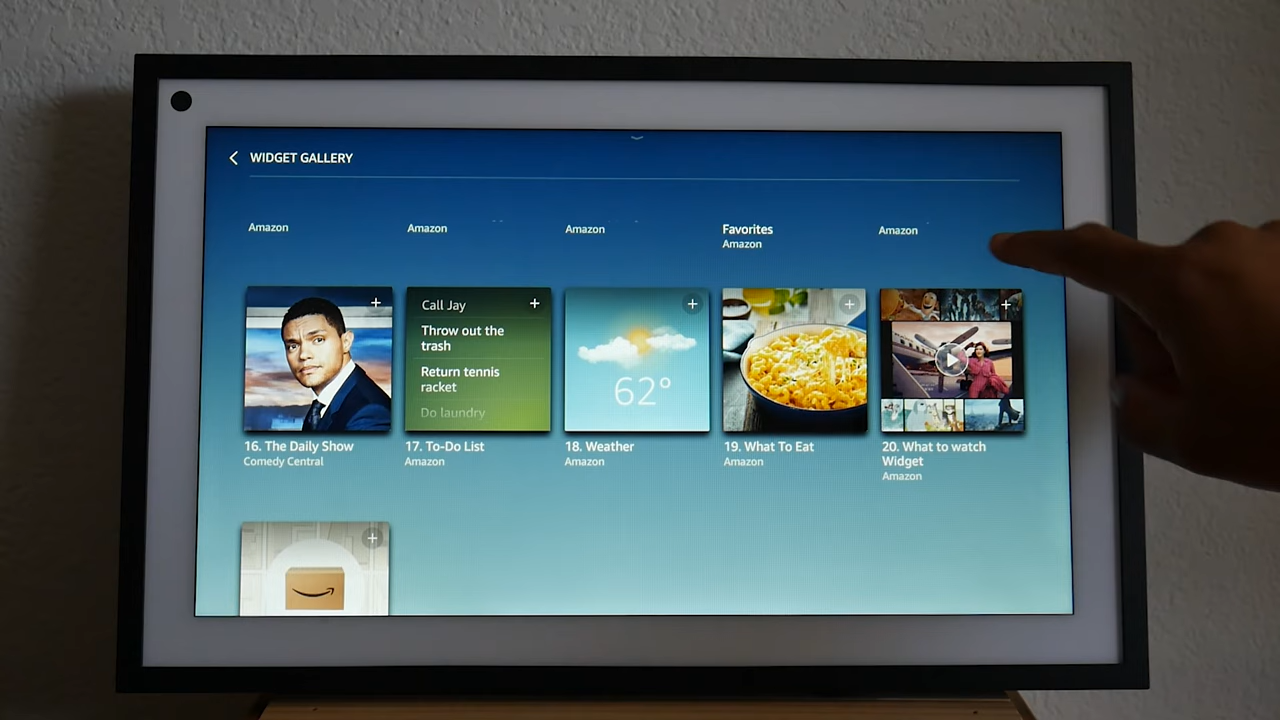 WIDGET GALLERY
Amazon
Amazon
Amazon
Favorites
Amazon
Amazon
Call Jay
Throw out the
trash
Return tennis
racket
Do laundry
62°
16. The Daily Show
Comedy Central
17. To-Do List
Amazon
18. Weather
Amazon
19. What To Eat
Amazon
20. What to watch
Widget
Amazon